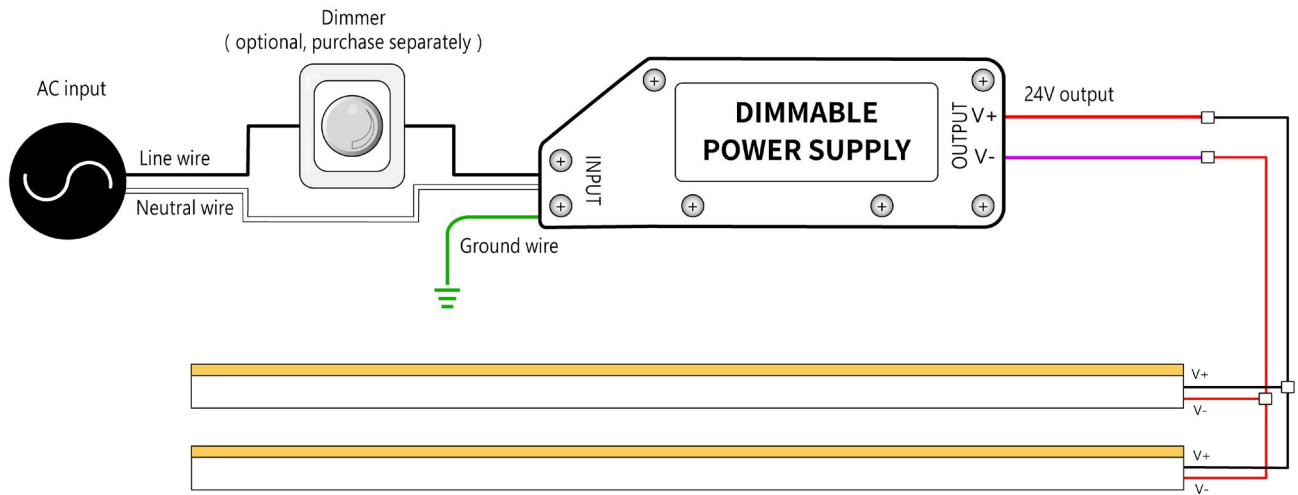 Dimmer
( optional, purchase separately )
AC input
Line wire
Neutral wire
Ground wire
INPUT
DIMMABLE
POWER SUPPLY
OUTPUT
V+
V-
24V output
V+
V-
V+
V-